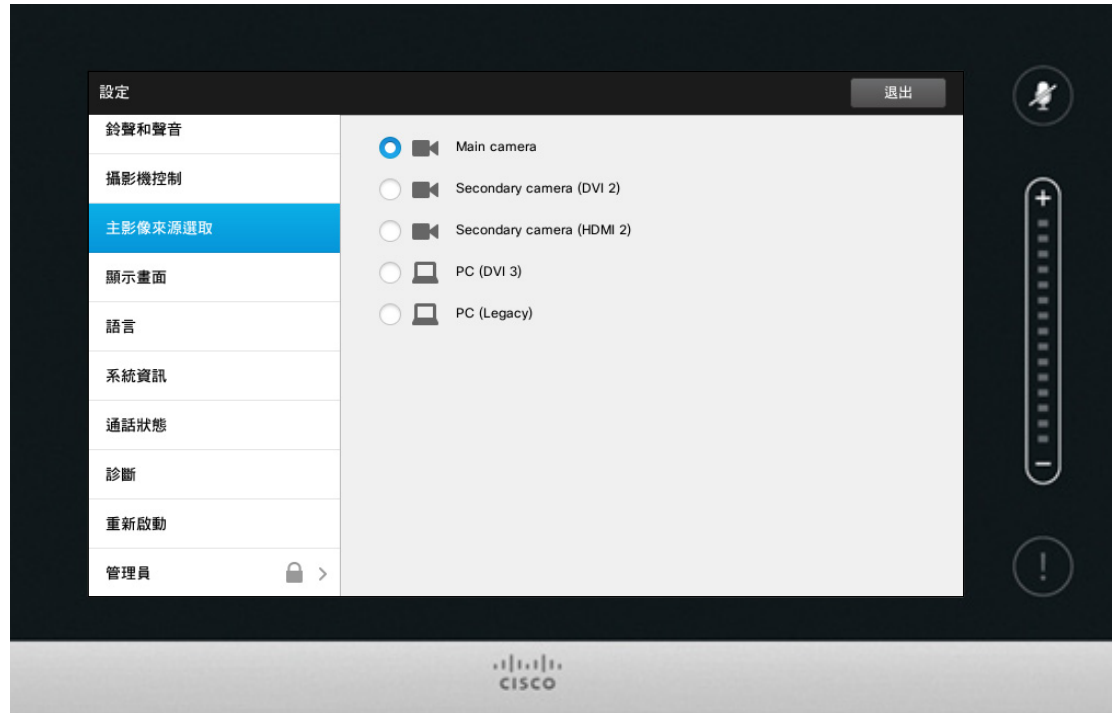 設定
退出
鈴聲和聲音
攝影機控制
主影像來源選取
顯示畫面
語言
系統資訊
通話狀態
診斷
重新啟動
管理員
Main camera
Secondary camera (DVI 2)
Secondary camera (HDMI 2)
PC (DVI 3)
PC (Legacy)
+
−
!
CISCO